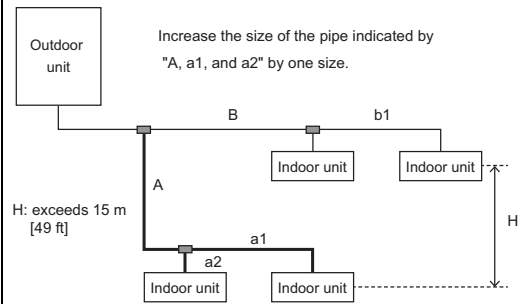 Outdoor
unit
Increase the size of the pipe indicated by
"A, a1, and a2" by one size.
B
b1
Indoor unit
Indoor unit
A
H: exceeds 15 m
[49 ft]
H
a1
a2
Indoor unit
Indoor unit